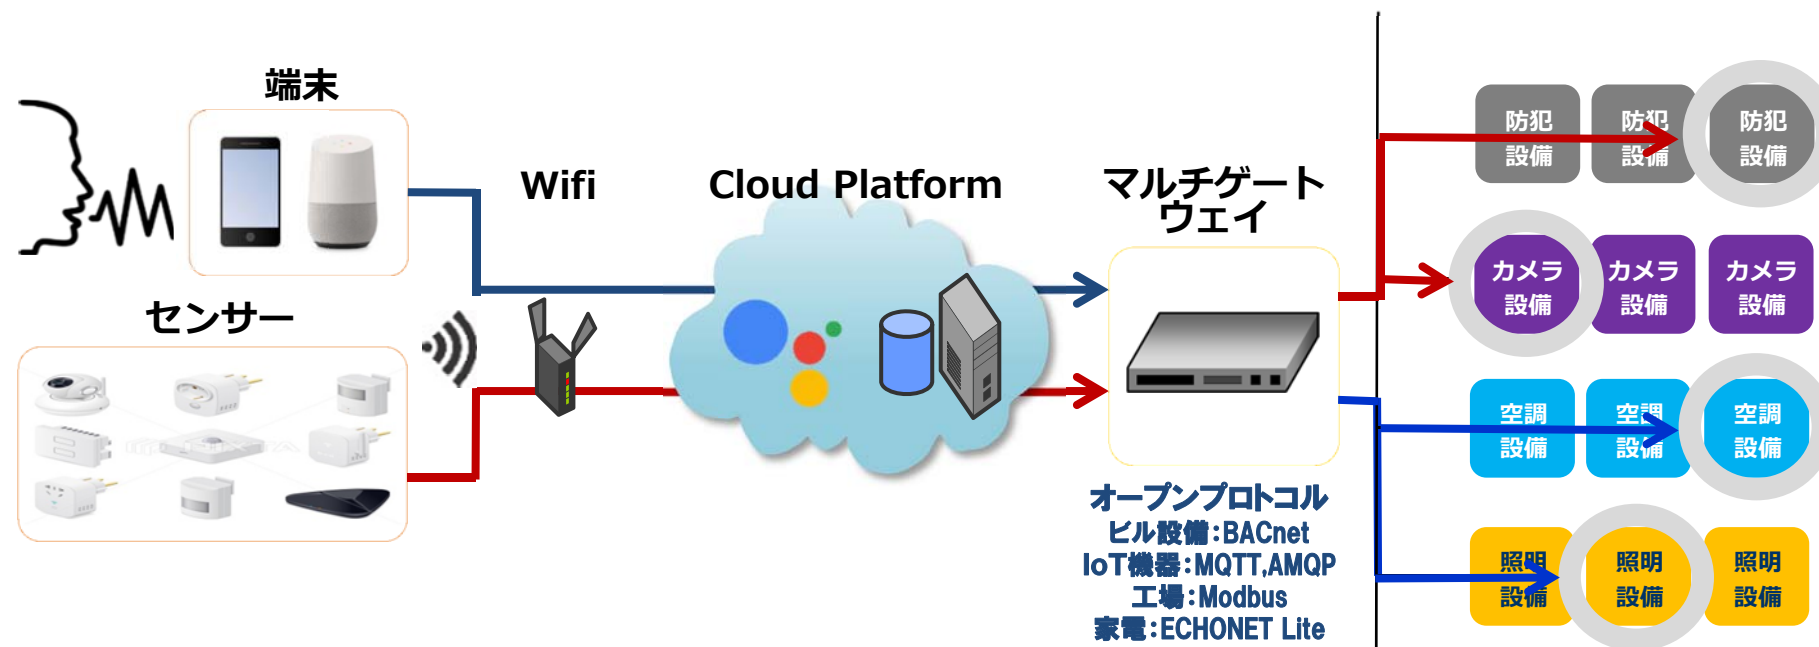 端末
Wifi
Cloud Platform
マルチゲート
ウェイ
センサー
オープンプロトコル
ビル設備：BACnet
IoT機器：MQTT,AMQP
工場：Modbus
家電：ECHONET Lite
防犯
設備
防犯
設備
防犯
設備
カメラ
設備
カメラ
設備
カメラ
設備
空調
設備
空調
設備
空調
設備
照明
設備
照明
設備
照明
設備